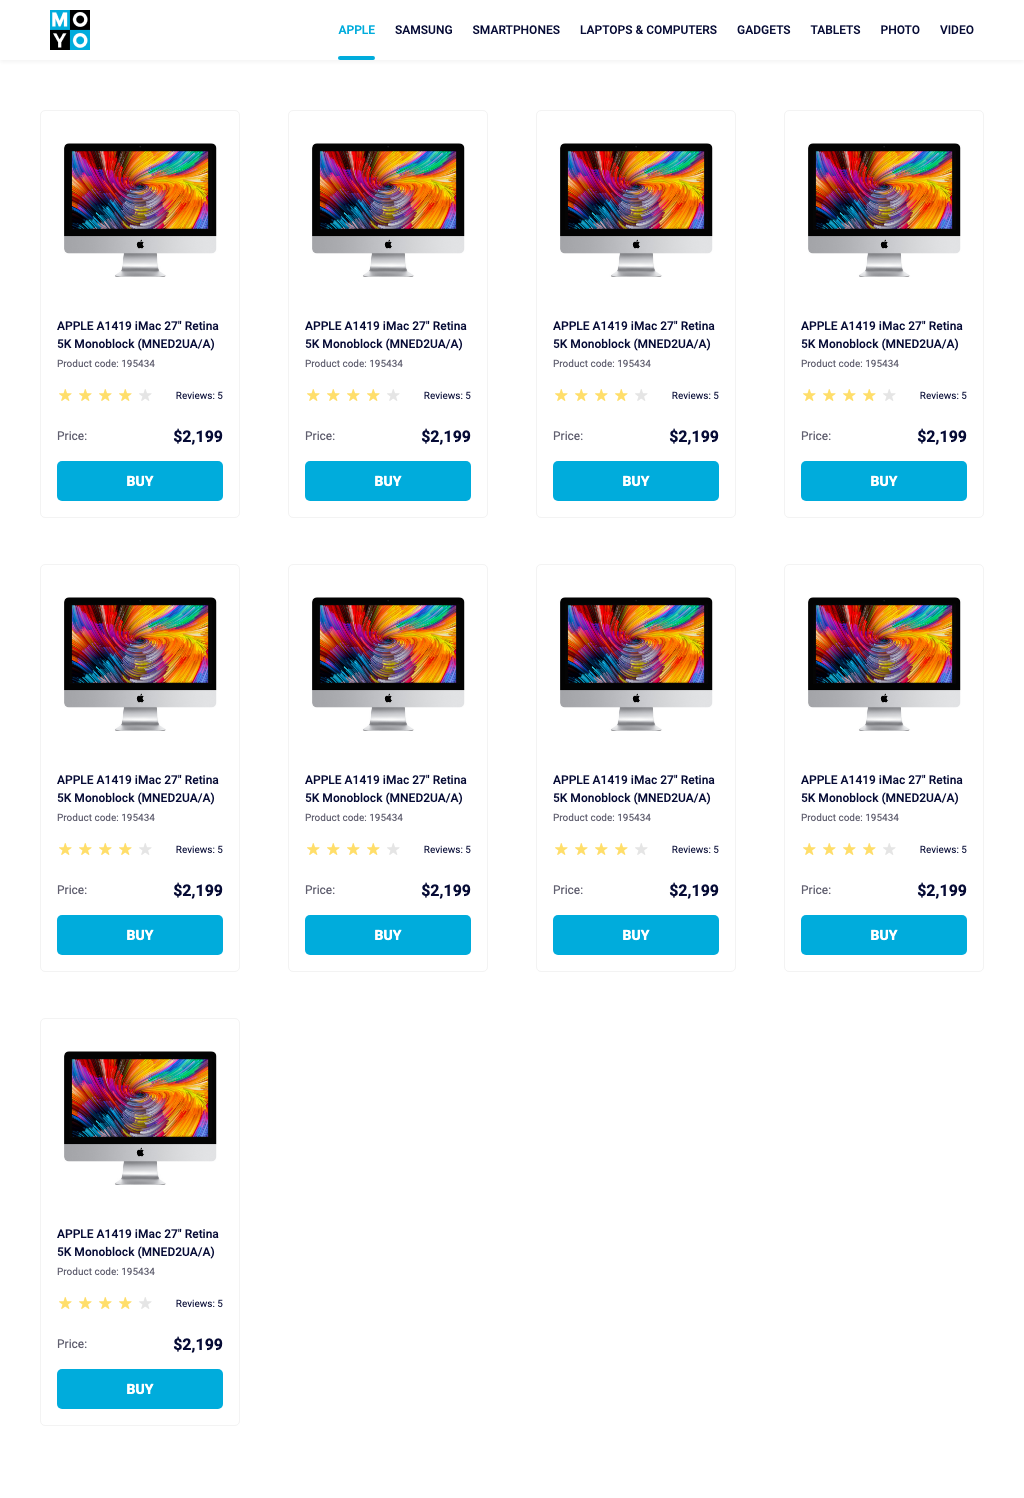 MO
YO
APPLE SAMSUNG SMARTPHONES LAPTOPS & COMPUTERS GADGETS TABLETS PHOTO VIDEO
APPLE A1419 iMac 27" Retina
5K Monoblock (MNED2UA/A)
Product code: 195434
Reviews: 5
Price: $2,199
BUY
APPLE A1419 iMac 27" Retina
5K Monoblock (MNED2UA/A)
Product code: 195434
Reviews: 5
Price: $2,199
BUY
APPLE A1419 iMac 27" Retina
5K Monoblock (MNED2UA/A)
Product code: 195434
Reviews: 5
Price: $2,199
BUY
APPLE A1419 iMac 27" Retina
5K Monoblock (MNED2UA/A)
Product code: 195434
Reviews: 5
Price: $2,199
BUY
APPLE A1419 iMac 27" Retina
5K Monoblock (MNED2UA/A)
Product code: 195434
Reviews: 5
Price: $2,199
BUY
APPLE A1419 iMac 27" Retina
5K Monoblock (MNED2UA/A)
Product code: 195434
Reviews: 5
Price: $2,199
BUY
APPLE A1419 iMac 27" Retina
5K Monoblock (MNED2UA/A)
Product code: 195434
Reviews: 5
Price: $2,199
BUY
APPLE A1419 iMac 27" Retina
5K Monoblock (MNED2UA/A)
Product code: 195434
Reviews: 5
Price: $2,199
BUY
APPLE A1419 iMac 27" Retina
5K Monoblock (MNED2UA/A)
Product code: 195434
Reviews: 5
Price: $2,199
BUY